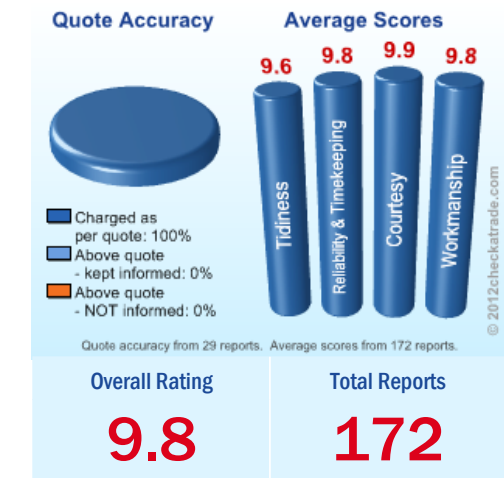 Quote Accuracy
Charged as
per quote: 100%
Above quote
- kept informed: 0%
Above quote
- NOT informed: 0%
Average Scores
9.6
9.8
9.9
9.8
Tidiness
Reliability & Timekeeping
Courtesy
Workmanship
© 2012checkatrade.com
Quote accuracy from 29 reports. Average scores from 172 reports.
Overall Rating
9.8
Total Reports
172